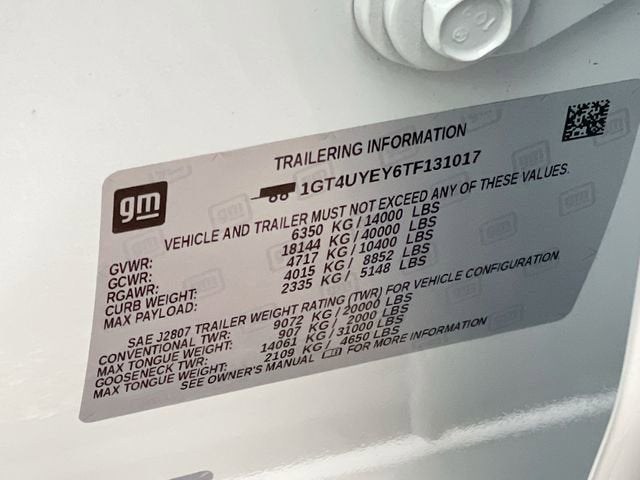 TRAILERING INFORMATION
gm
1GT4UYEY6TF131017
VEHICLE AND TRAILER MUST NOT EXCEED ANY OF THESE VALUES.
GVWR: 6350 KG / 14000 LBS
GCWR: 18144 KG / 40000 LBS
RGAWR: 4717 KG / 10400 LBS
CURB WEIGHT: 4015 KG / 8852 LBS
MAX PAYLOAD: 2335 KG / 5148 LBS
SAE J2807 TRAILER WEIGHT RATING (TWR) FOR VEHICLE CONFIGURATION.
CONVENTIONAL TWR: 9072 KG / 20000 LBS
MAX TONGUE WEIGHT: 907 KG / 2000 LBS
GOOSENECK TWR: 14061 KG / 31000 LBS
MAX TONGUE WEIGHT: 2109 KG / 4650 LBS
SEE OWNER'S MANUAL FOR MORE INFORMATION